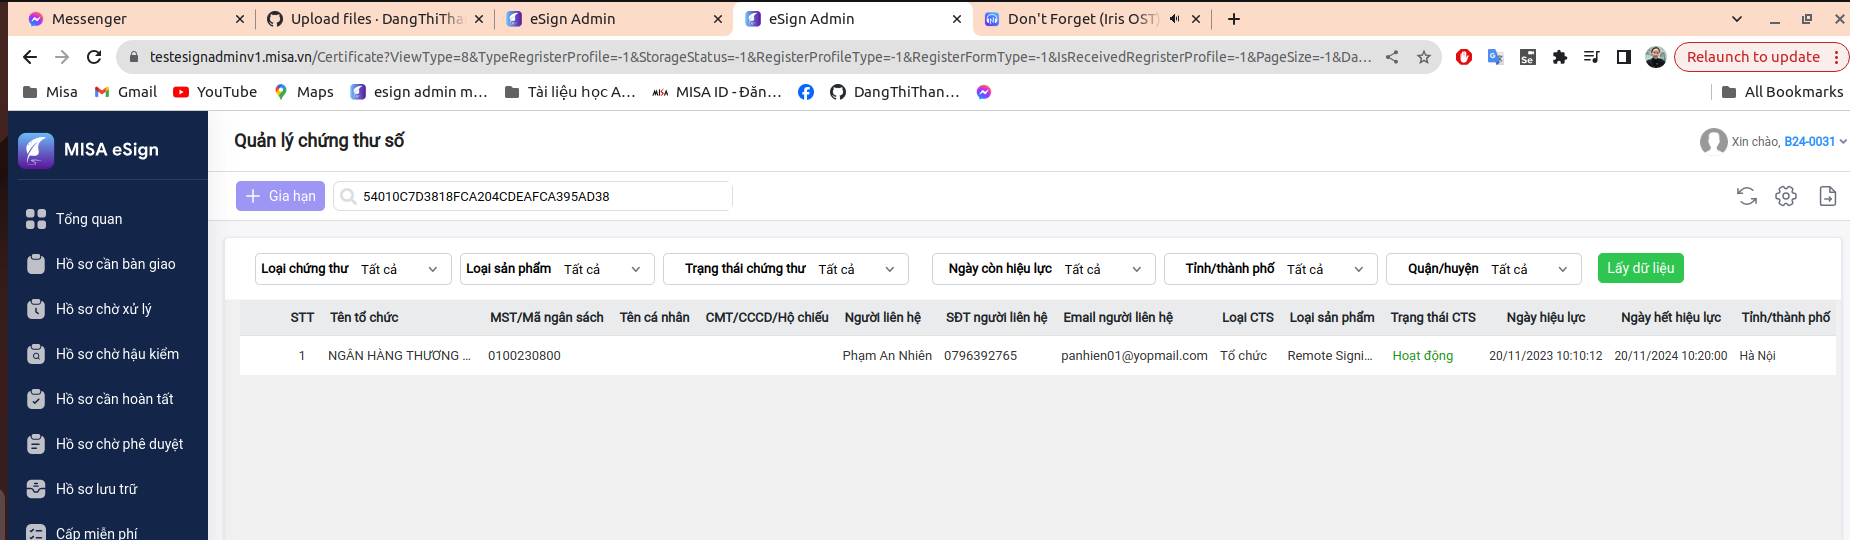 Messenger
Upload files · DangThiTha
eSign Admin
eSign Admin
Don't Forget (Iris OST)
testesignadminv1.misa.vn/Certificate?ViewType=8&TypeRegristerProfile=-1&StorageStatus=-1&RegisterProfileType=-1&RegisterFormType=-1&IsReceivedRegristerProfile=-1&PageSize=-1&Da...
Se
Relaunch to update
Misa
Gmail
YouTube
Maps
esign admin m...
Tài liệu học A...
MISA
MISA ID - Đăn...
DangThiThan...
All Bookmarks
MISA eSign
Quản lý chứng thư số
Xin chào, B24-0031
Gia hạn
54010C7D3818FCA204CDEAFCA395AD38
Tổng quan
Hồ sơ cần bàn giao
Hồ sơ chờ xử lý
Hồ sơ chờ hậu kiểm
Hồ sơ cần hoàn tất
Hồ sơ chờ phê duyệt
Hồ sơ lưu trữ
Cấp miễn phí
Loại chứng thư Tất cả
Loại sản phẩm Tất cả
Trạng thái chứng thư Tất cả
Ngày còn hiệu lực Tất cả
Tỉnh/thành phố Tất cả
Quận/huyện Tất cả
Lấy dữ liệu
STT Tên tổ chức MST/Mã ngân sách Tên cá nhân CMT/CCCD/Hộ chiếu Người liên hệ SĐT người liên hệ Email người liên hệ Loại CTS Loại sản phẩm Trạng thái CTS Ngày hiệu lực Ngày hết hiệu lực Tỉnh/thành phố
1 NGÂN HÀNG THƯƠNG ... 0100230800 Phạm An Nhiên 0796392765 panhien01@yopmail.com Tổ chức Remote Signi... Hoạt động 20/11/2023 10:10:12 20/11/2024 10:20:00 Hà Nội